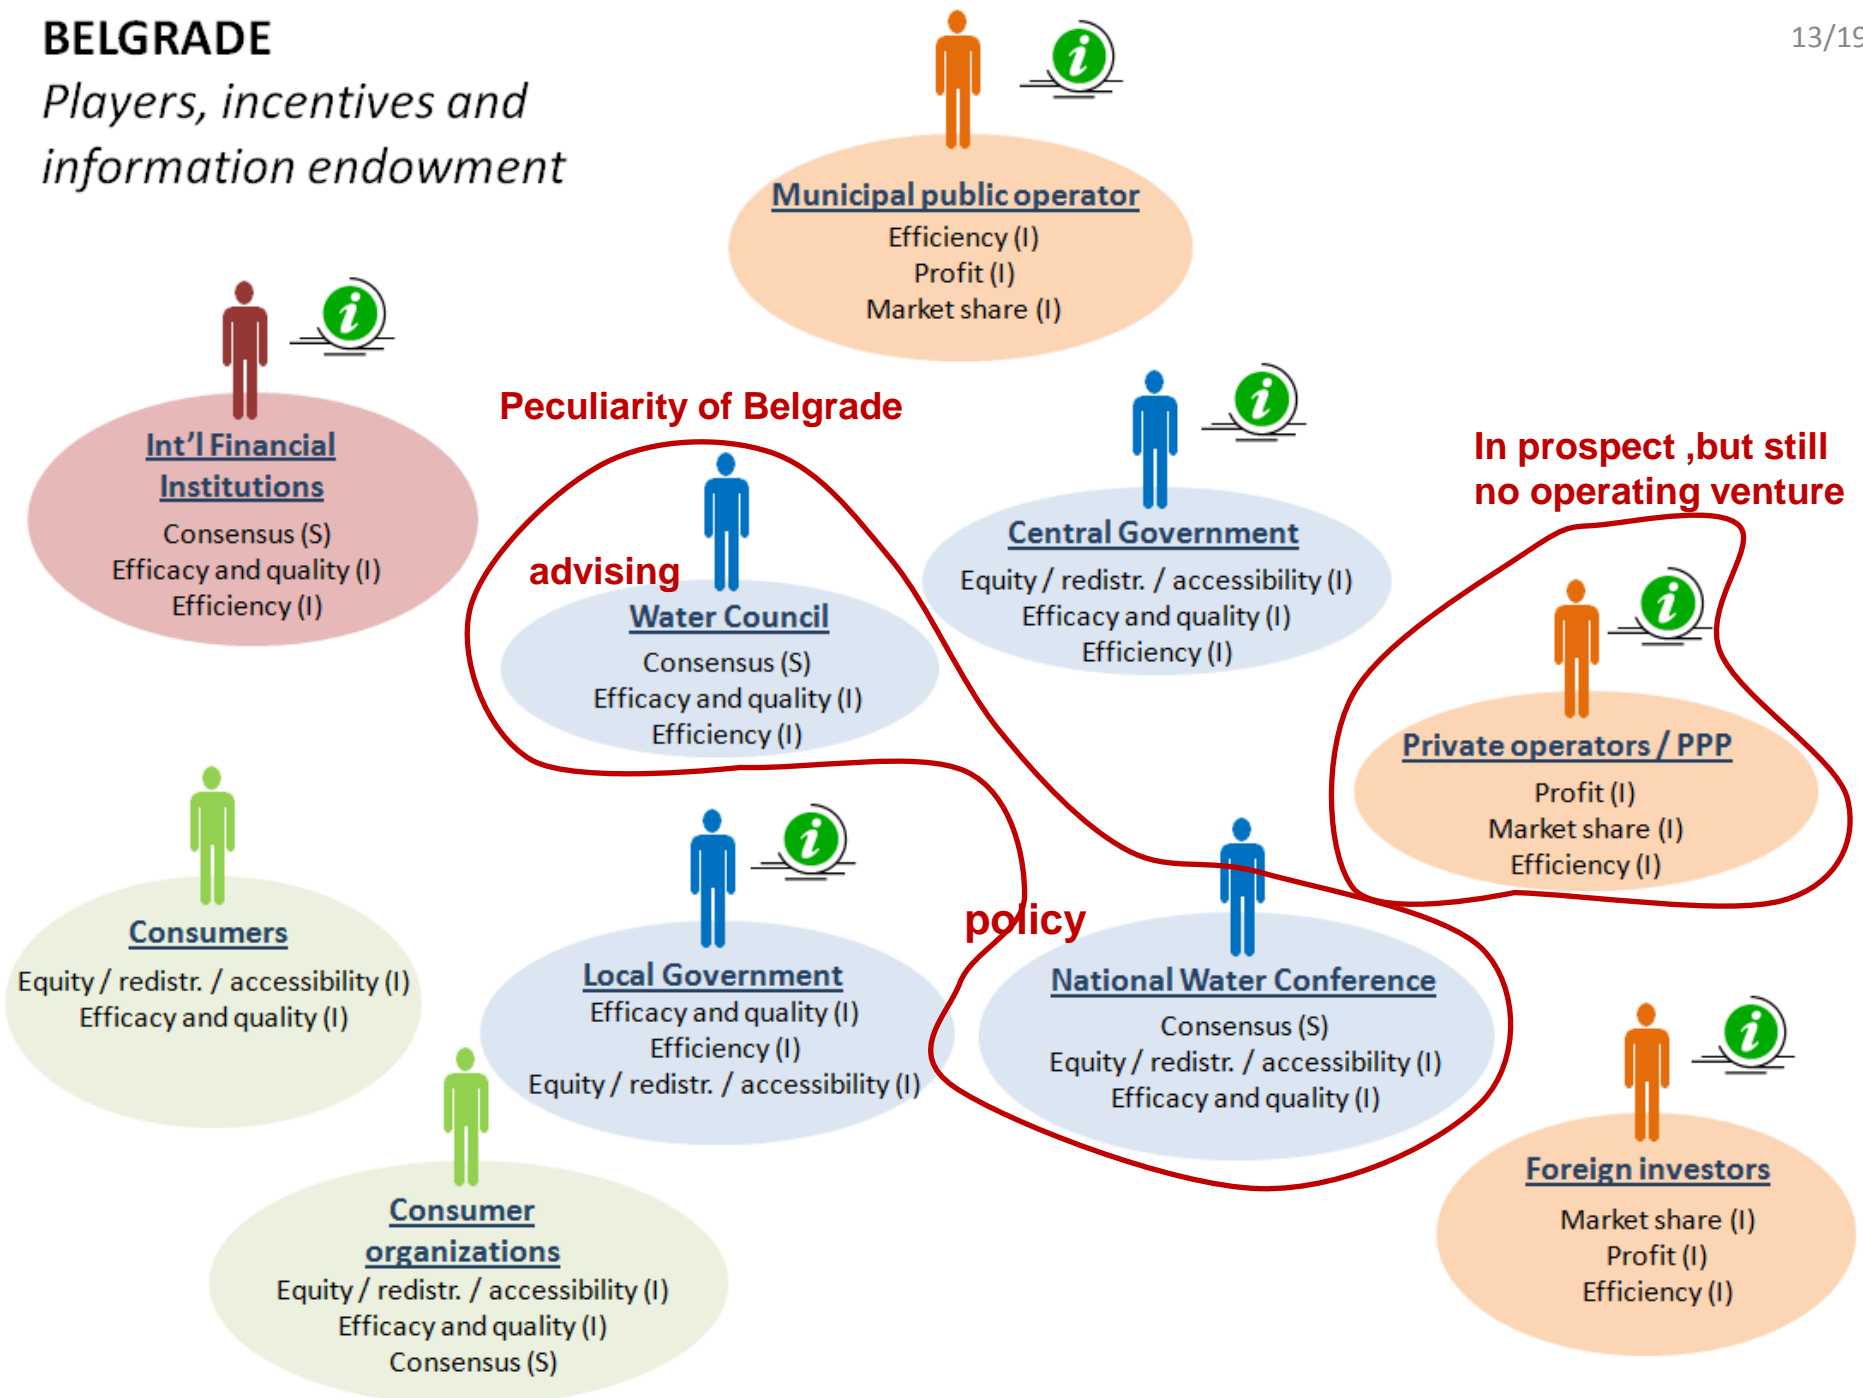 BELGRADE
Players, incentives and
information endowment
13/19
Municipal public operator
Efficiency (I)
Profit (I)
Market share (I)
Int'l Financial
Institutions
Consensus (S)
Efficacy and quality (I)
Efficiency (I)
Peculiarity of Belgrade
advising
Water Council
Consensus (S)
Efficacy and quality (I)
Efficiency (I)
Central Government
Equity / redistr. / accessibility (I)
Efficacy and quality (I)
Efficiency (I)
In prospect ,but still
no operating venture
Private operators / PPP
Profit (I)
Market share (I)
Efficiency (I)
Consumers
Equity / redistr. / accessibility (I)
Efficacy and quality (I)
Local Government
Efficacy and quality (I)
Efficiency (I)
Equity / redistr. / accessibility (I)
policy
National Water Conference
Consensus (S)
Equity / redistr. / accessibility (I)
Efficacy and quality (I)
Consumer
organizations
Equity / redistr. / accessibility (I)
Efficacy and quality (I)
Consensus (S)
Foreign investors
Market share (I)
Profit (I)
Efficiency (I)